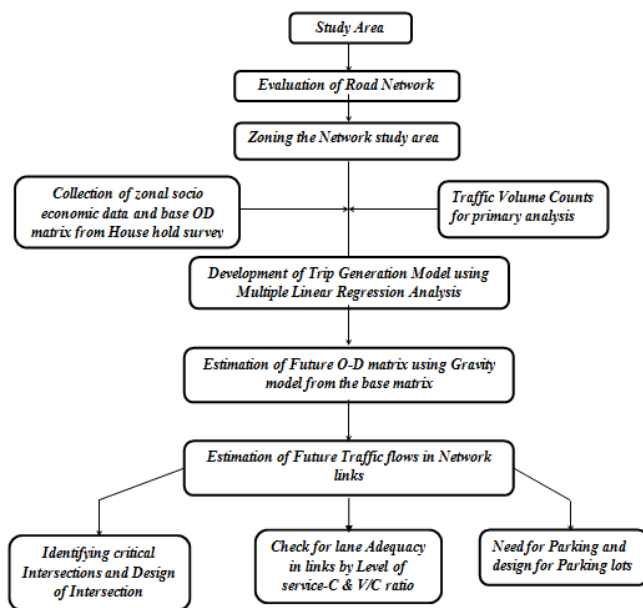 Study Area
Evaluation of Road Network
Zoning the Network study area
Collection of zonal socio
economic data and base OD
matrix from House hold survey
Traffic Volume Counts
for primary analysis
Development of Trip Generation Model using
Multiple Linear Regression Analysis
Estimation of Future O-D matrix using Gravity
model from the base matrix
Estimation of Future Traffic flows in Network
links
Identifying critical
Intersections and Design
of Intersection
Check for lane Adequacy
in links by Level of
service-C & V/C ratio
Need for Parking and
design for Parking lots